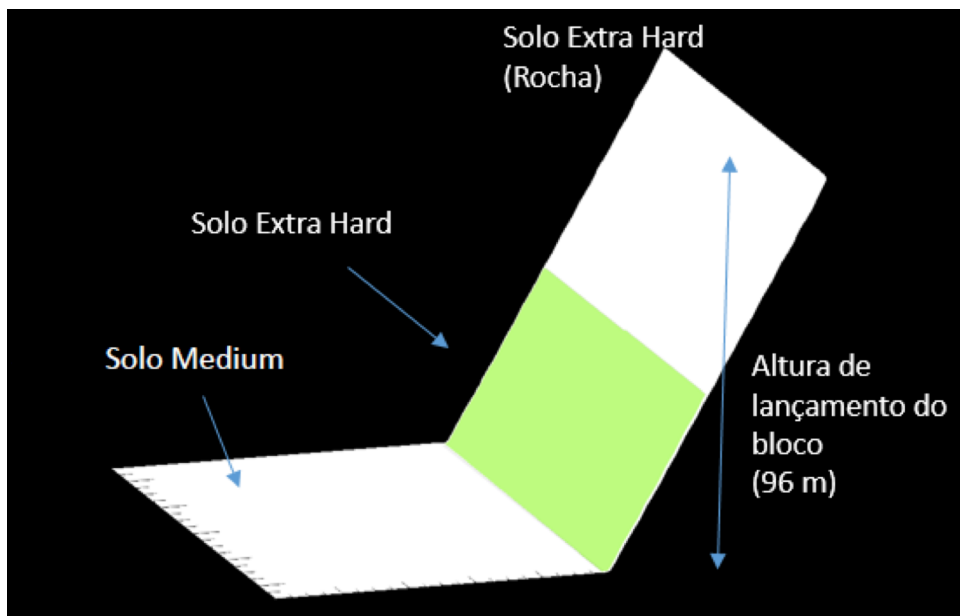 Solo Extra Hard
(Rocha)
Solo Extra Hard
Solo Medium
Altura de
lançamento do
bloco
(96 m)